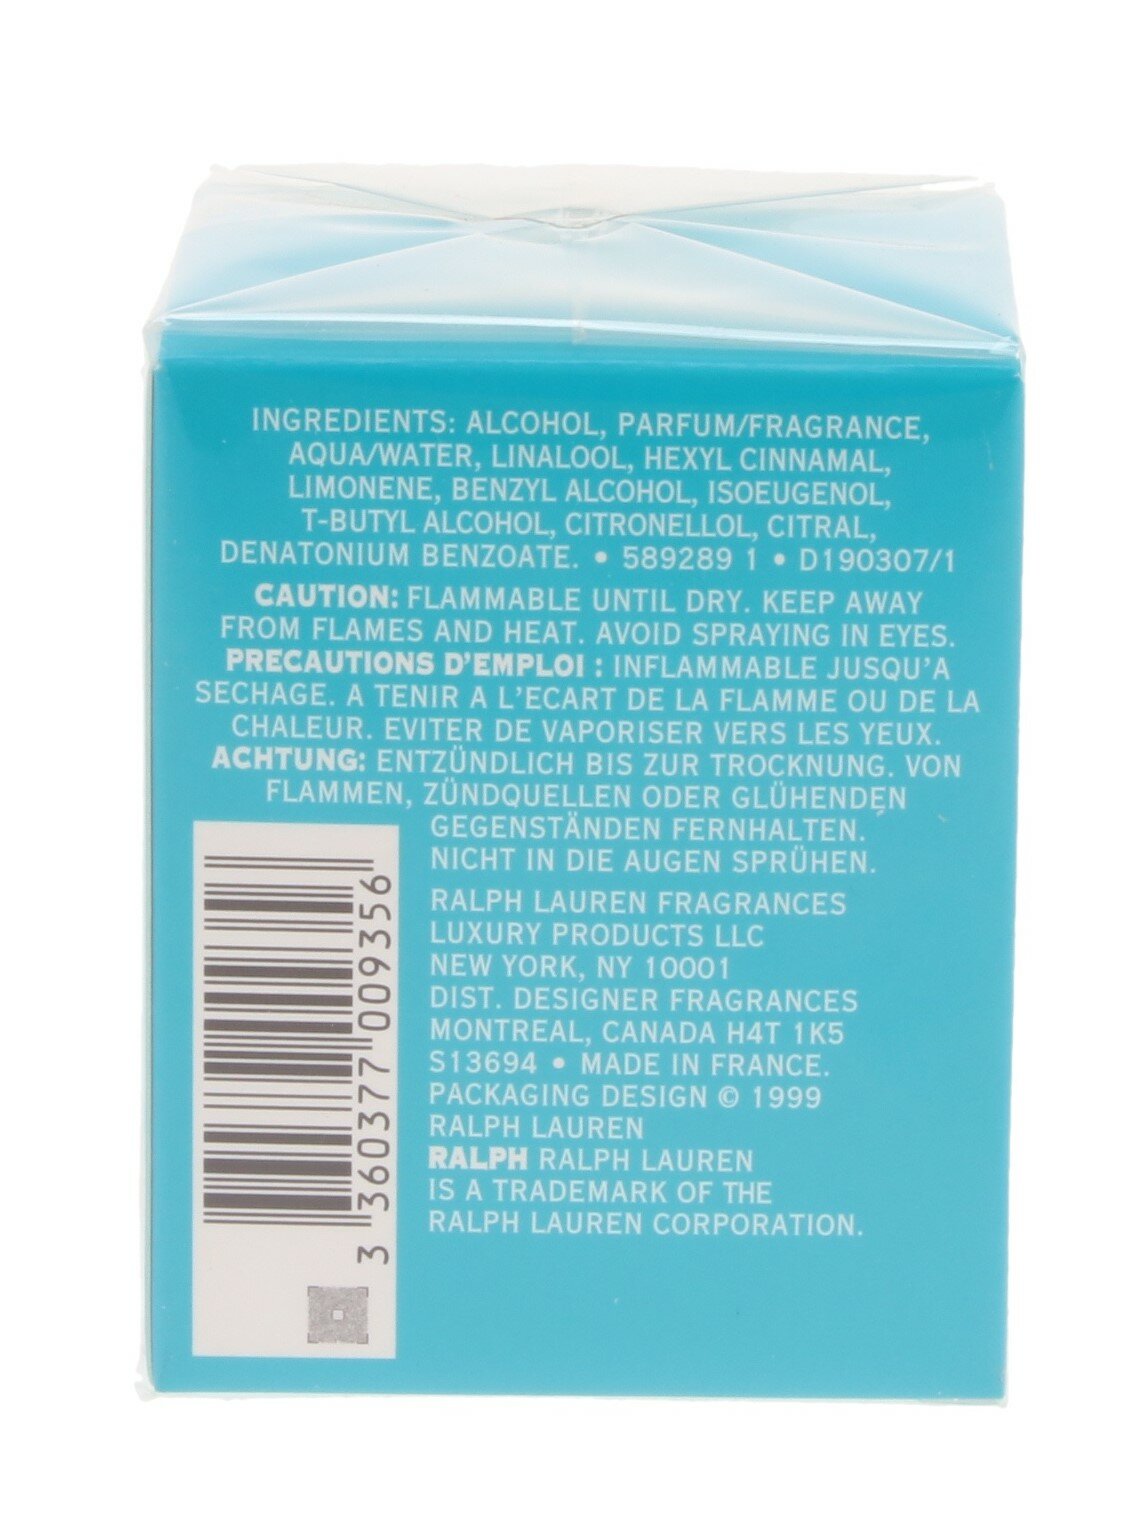 INGREDIENTS: ALCOHOL, PARFUM/FRAGRANCE,
AQUA/WATER, LINALOOL, HEXYL CINNAMAL,
LIMONENE, BENZYL ALCOHOL, ISOEUGENOL,
T-BUTYL ALCOHOL, CITRONELLOL, CITRAL,
DENATONIUM BENZOATE. • 589289 1 • D190307/1
CAUTION: FLAMMABLE UNTIL DRY. KEEP AWAY
FROM FLAMES AND HEAT. AVOID SPRAYING IN EYES.
PRECAUTIONS D'EMPLOI : INFLAMMABLE JUSQU'A
SECHAGE. A TENIR A L'ECART DE LA FLAMME OU DE LA
CHALEUR. EVITER DE VAPORISER VERS LES YEUX.
ACHTUNG: ENTZÜNDLICH BIS ZUR TROCKNUNG. VON
FLAMMEN, ZÜNDQUELLEN ODER GLÜHENDEN
GEGENSTÄNDEN FERNHALTEN.
NICHT IN DIE AUGEN SPRÜHEN.
RALPH LAUREN FRAGRANCES
LUXURY PRODUCTS LLC
NEW YORK, NY 10001
DIST. DESIGNER FRAGRANCES
MONTREAL, CANADA H4T 1K5
S13694 • MADE IN FRANCE.
PACKAGING DESIGN © 1999
RALPH LAUREN
RALPH RALPH LAUREN
IS A TRADEMARK OF THE
RALPH LAUREN CORPORATION.
3 360377 009356